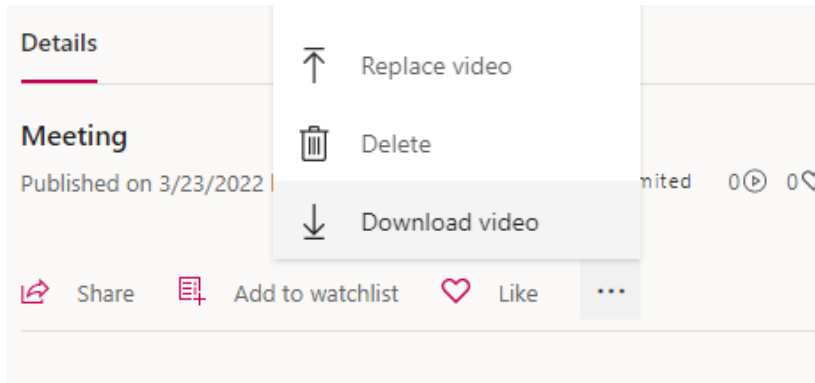 Details
Replace video
Meeting
Delete
Published on 3/23/2022
mited 0 0
Download video
Share Add to watchlist Like ...